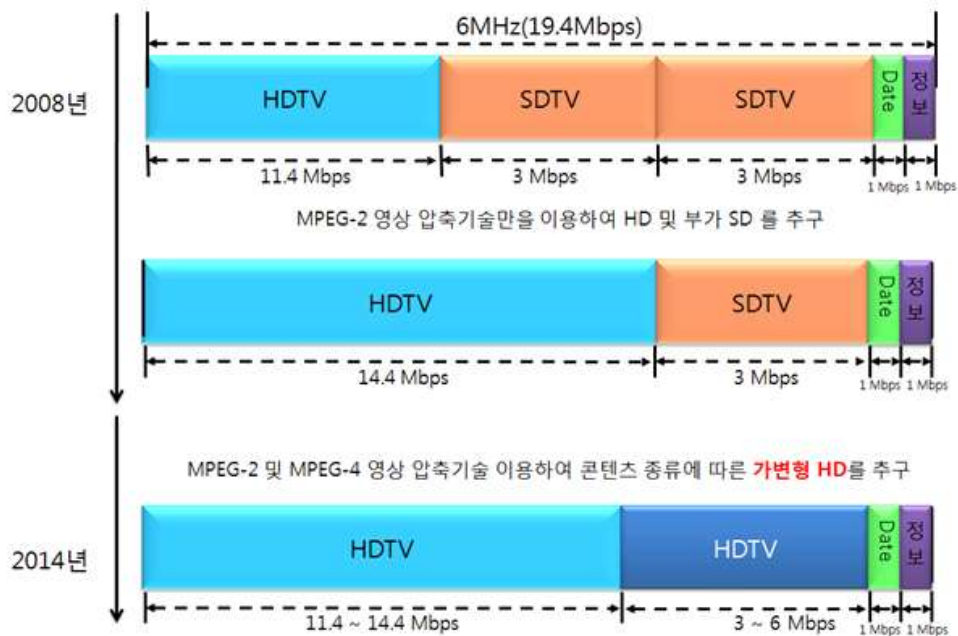 6MHz(19.4Mbps)
2008년
HDTV
SDTV
SDTV
Date
정보
11.4 Mbps
3 Mbps
3 Mbps
1 Mbps
1 Mbps
MPEG-2 영상 압축기술만을 이용하여 HD 및 부가 SD 를 추구
HDTV
SDTV
Date
정보
14.4 Mbps
3 Mbps
1 Mbps
1 Mbps
MPEG-2 및 MPEG-4 영상 압축기술 이용하여 콘텐츠 종류에 따른 가변형 HD를 추구
2014년
HDTV
HDTV
Date
정보
11.4 ~ 14.4 Mbps
3 ~ 6 Mbps
1 Mbps
1 Mbps